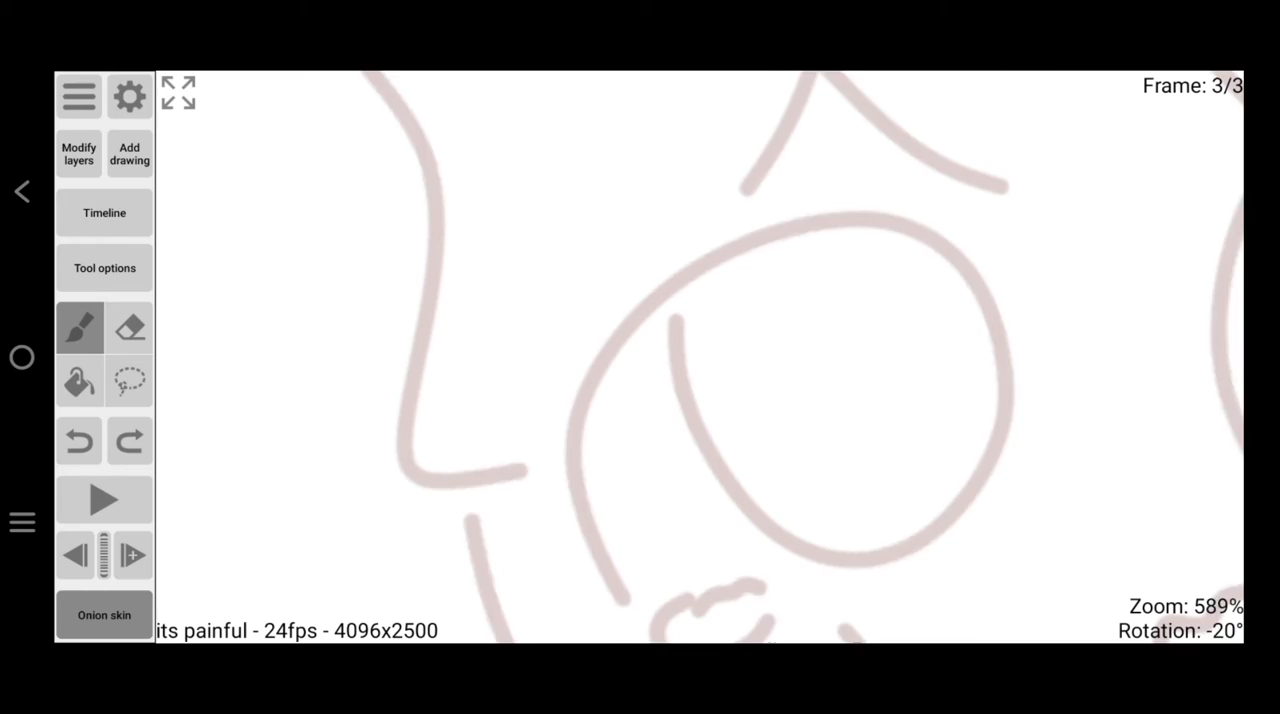 Frame: 3/3
Modify
layers
Add
drawing
Timeline
Tool options
Onion skin
its painful - 24fps - 4096x2500
Zoom: 589%
Rotation: -20°